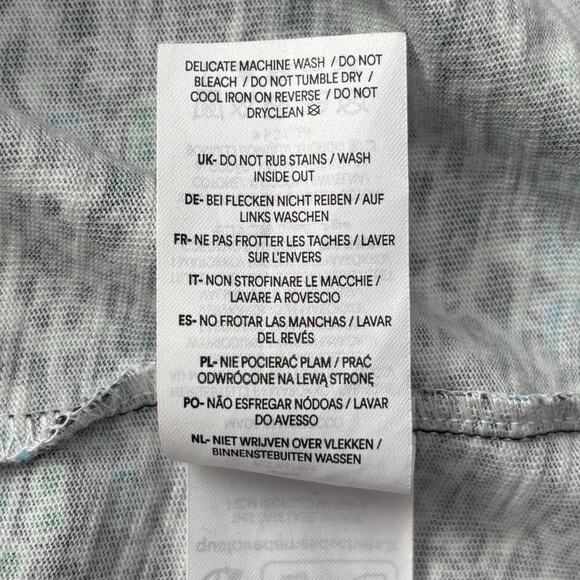 DELICATE MACHINE WASH / DO NOT
BLEACH / DO NOT TUMBLE DRY /
COOL IRON ON REVERSE / DO NOT
DRYCLEAN
UK- DO NOT RUB STAINS / WASH
INSIDE OUT
DE- BEI FLECKEN NICHT REIBEN / AUF
LINKS WASCHEN
FR- NE PAS FROTTER LES TACHES / LAVER
SUR L'ENVERS
IT- NON STROFINARE LE MACCHIE /
LAVARE A ROVESCIO
ES- NO FROTAR LAS MANCHAS / LAVAR
DEL REVÉS
PL- NIE POCIERAĆ PLAM / PRAĆ
ODWRÓCONE NA LEWĄ STRONĘ
PO- NÃO ESFREGAR NÓDOAS / LAVAR
DO AVESSO
NL- NIET WRIJVEN OVER VLEKKEN /
BINNENSTEBUITEN WASSEN